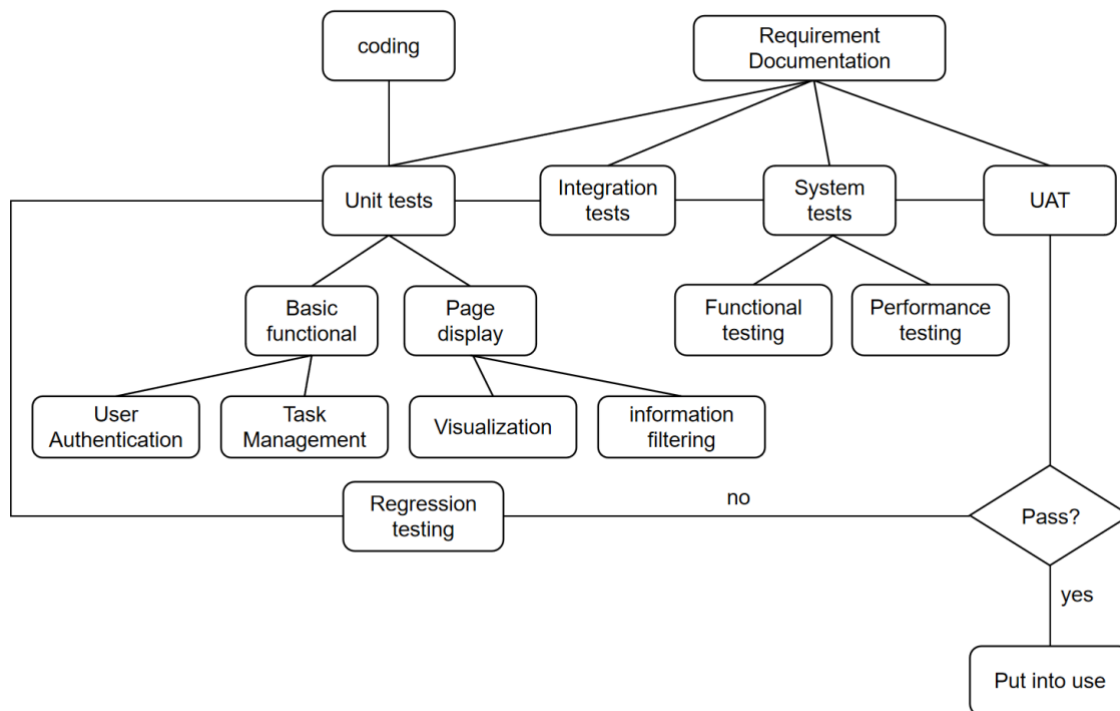 coding
Requirement
Documentation
Unit tests
Integration
tests
System
tests
UAT
Basic
functional
Page
display
Functional
testing
Performance
testing
User
Authentication
Task
Management
Visualization
information
filtering
Regression
testing
no
Pass?
yes
Put into use